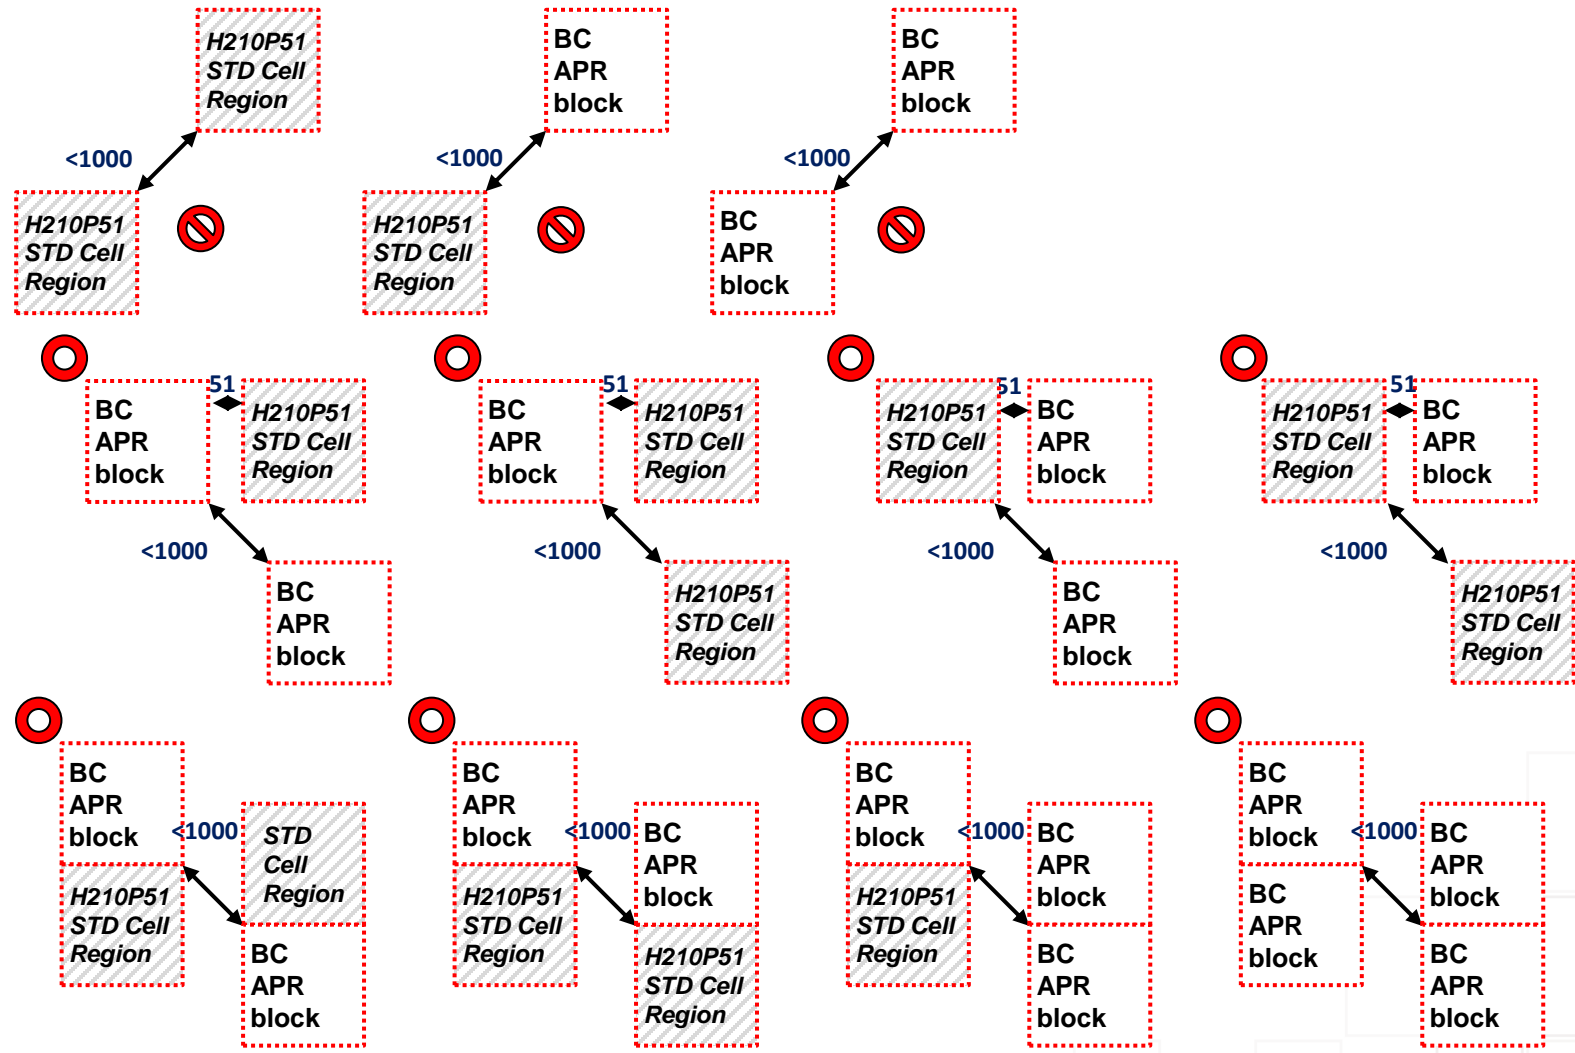 H210P51
STD Cell
Region
<1000
H210P51
STD Cell
Region
BC
APR
block
<1000
H210P51
STD Cell
Region
BC
APR
block
<1000
BC
APR
block
BC
APR
block
51
H210P51
STD Cell
Region
<1000
BC
APR
block
BC
APR
block
51
H210P51
STD Cell
Region
<1000
H210P51
STD Cell
Region
H210P51
STD Cell
Region
51
BC
APR
block
<1000
BC
APR
block
H210P51
STD Cell
Region
51
BC
APR
block
<1000
H210P51
STD Cell
Region
BC
APR
block
<1000
STD
Cell
Region
H210P51
STD Cell
Region
BC
APR
block
BC
APR
block
<1000
BC
APR
block
H210P51
STD Cell
Region
H210P51
STD Cell
Region
BC
APR
block
<1000
BC
APR
block
H210P51
STD Cell
Region
BC
APR
block
BC
APR
block
<1000
BC
APR
block
BC
APR
block
BC
APR
block